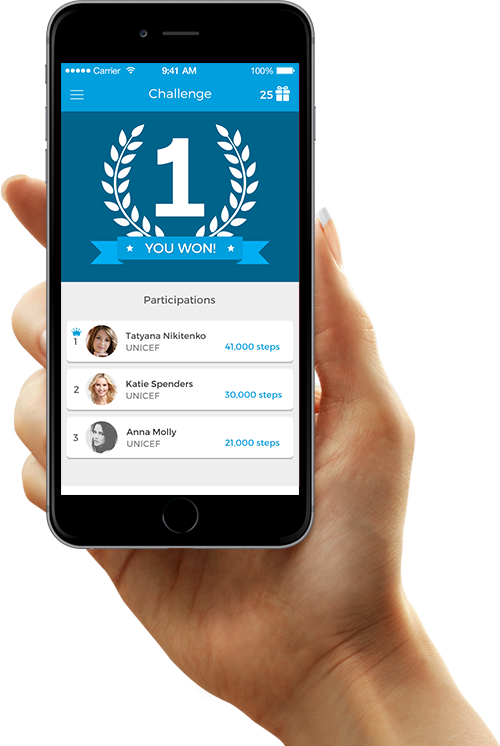 ●●●●● Carrier 9:41 AM 100%
Challenge 25
1
YOU WON!
Participations
1 Tatyana Nikitenko
UNICEF 41,000 steps
2 Katie Spenders
UNICEF 30,000 steps
3 Anna Molly
UNICEF 21,000 steps